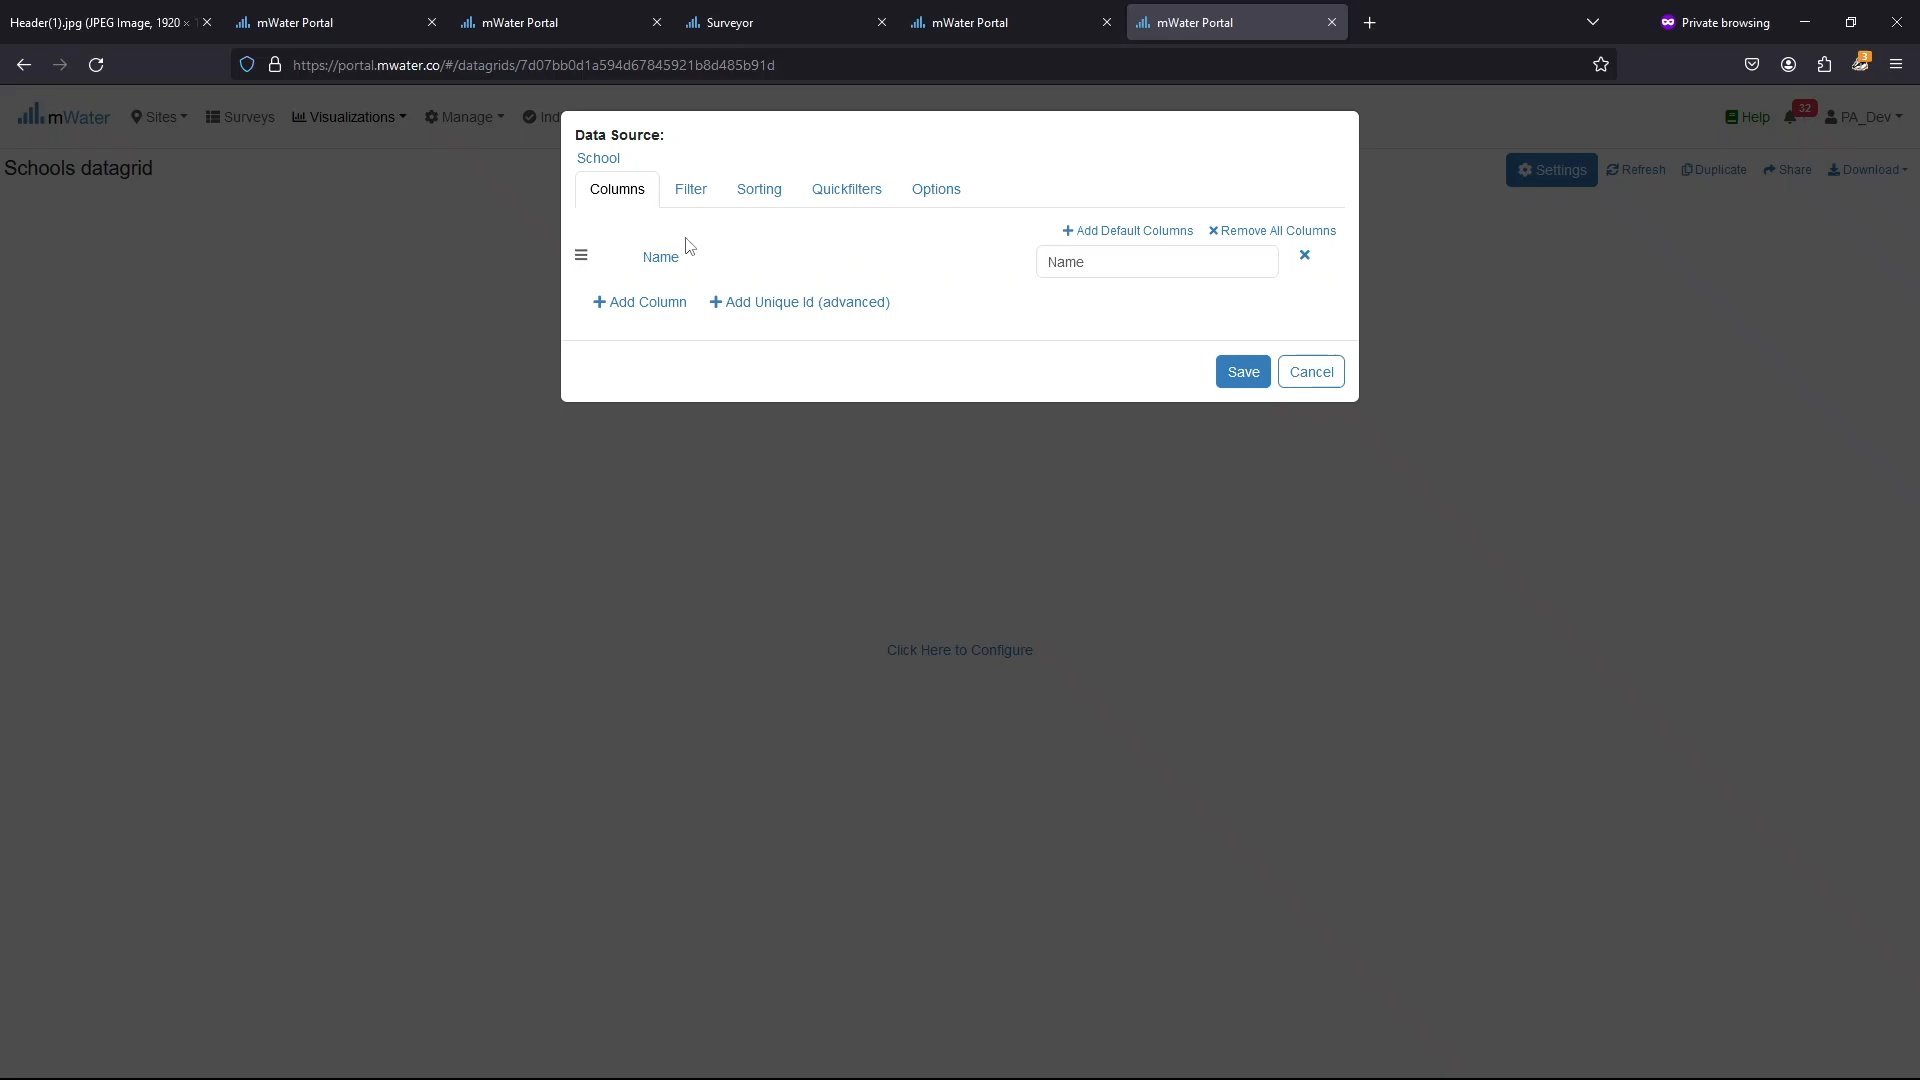 Header(1).jpg (JPEG Image, 1920 ×
mWater Portal
mWater Portal
Surveyor
mWater Portal
mWater Portal
Private browsing
https://portal.mwater.co/#/datagrids/7d07bb0d1a594d67845921b8d485b91d
3
mWater
Sites
Surveys
Visualizations
Manage
Ind
Help
32
PA_Dev
Schools datagrid
Settings
Refresh
Duplicate
Share
Download
Data Source:
School
Columns
Filter
Sorting
Quickfilters
Options
Add Default Columns
Remove All Columns
Name
Name
Add Column
Add Unique Id (advanced)
Save
Cancel
Click Here to Configure